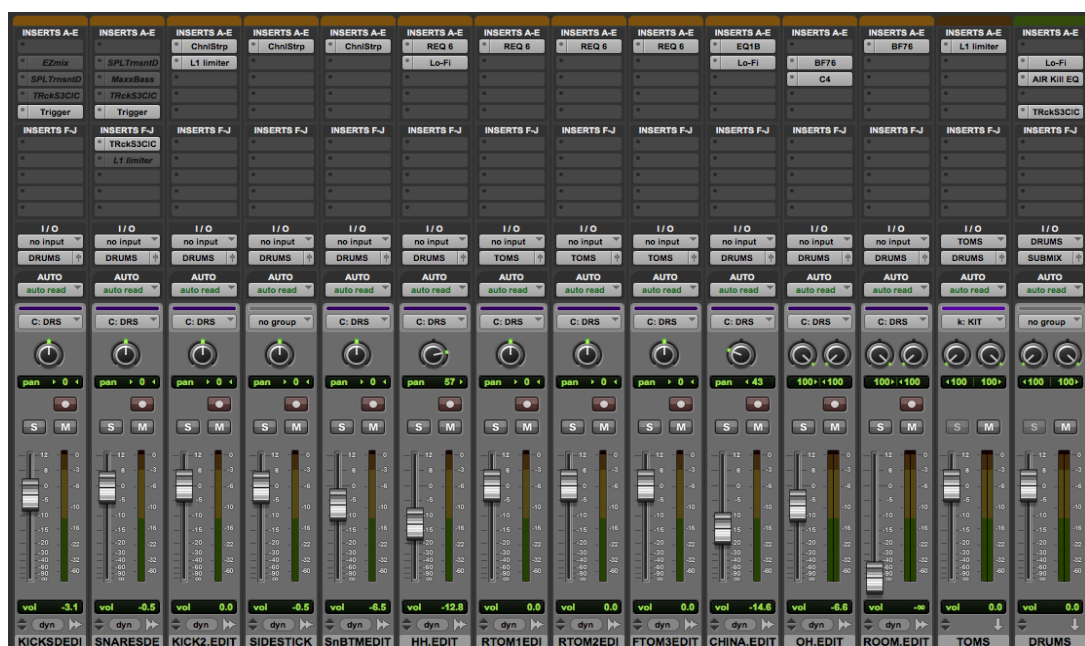 INSERTS A-E INSERTS A-E INSERTS A-E INSERTS A-E INSERTS A-E INSERTS A-E INSERTS A-E INSERTS A-E INSERTS A-E INSERTS A-E INSERTS A-E INSERTS A-E INSERTS A-E INSERTS A-E
ChnlStrp ChnlStrp ChnlStrp REQ 6 REQ 6 REQ 6 REQ 6 EQ1B BF76 L1 limiter
EZmix SPLTrnsntD L1 limiter Lo-Fi Lo-Fi BF76 Lo-Fi
SPLTrnsntD MaxxBass C4 AIR Kill EQ
TRckS3ClC TRckS3ClC
Trigger Trigger TRckS3ClC
INSERTS F-J INSERTS F-J INSERTS F-J INSERTS F-J INSERTS F-J INSERTS F-J INSERTS F-J INSERTS F-J INSERTS F-J INSERTS F-J INSERTS F-J INSERTS F-J INSERTS F-J INSERTS F-J
TRckS3ClC
L1 limiter
I / O I / O I / O I / O I / O I / O I / O I / O I / O I / O I / O I / O I / O I / O
no input no input no input no input no input no input no input no input no input no input no input no input TOMS DRUMS
DRUMS DRUMS DRUMS DRUMS DRUMS DRUMS TOMS TOMS TOMS DRUMS DRUMS DRUMS DRUMS SUBMIX
AUTO AUTO AUTO AUTO AUTO AUTO AUTO AUTO AUTO AUTO AUTO AUTO AUTO AUTO
auto read auto read auto read auto read auto read auto read auto read auto read auto read auto read auto read auto read auto read auto read
C: DRS C: DRS C: DRS no group C: DRS C: DRS C: DRS C: DRS C: DRS C: DRS C: DRS C: DRS k: KIT no group
pan 0 pan 0 pan 0 pan 0 pan 0 pan 57 pan 0 pan 0 pan 0 pan 43 100 100 100 100 100 100 100 100
S M S M S M S M S M S M S M S M S M S M S M S M S M S M
vol -3.1 vol -0.5 vol 0.0 vol -0.5 vol -6.5 vol -12.8 vol 0.0 vol 0.0 vol 0.0 vol -14.6 vol -6.6 vol -∞ vol 0.0 vol 0.0
dyn dyn dyn dyn dyn dyn dyn dyn dyn dyn dyn dyn
KICKSDEDI SNARESDE KICK2.EDIT SIDESTICK SnBTMEDIT HH.EDIT RTOM1EDI RTOM2EDI FTOM3EDIT CHINA.EDIT OH.EDIT ROOM.EDIT TOMS DRUMS